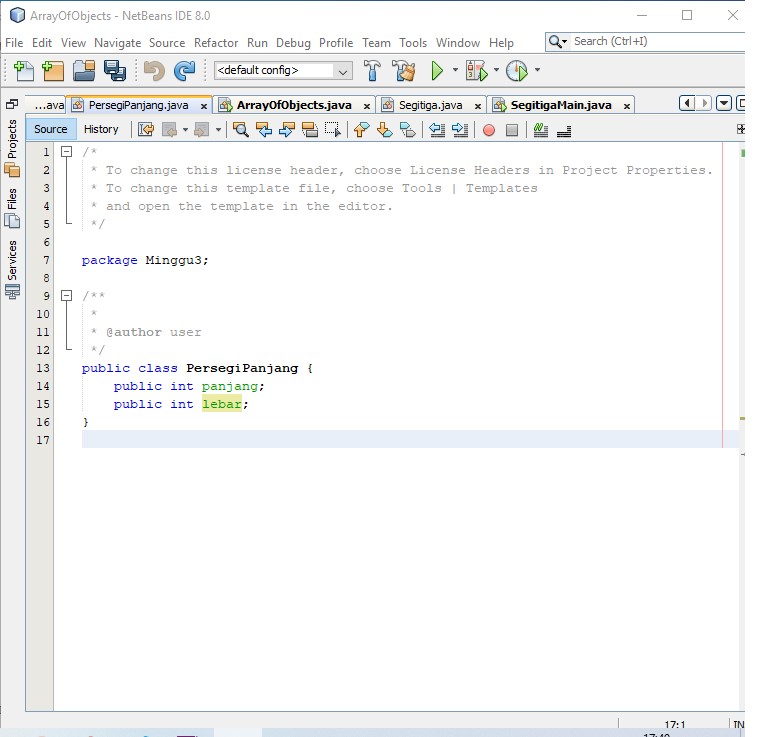 ArrayOfObjects - NetBeans IDE 8.0
File Edit View Navigate Source Refactor Run Debug Profile Team Tools Window Help
Search (Ctrl+I)
<default config>
...ava PersegiPanjang.java x ArrayOfObjects.java x Segitiga.java x SegitigaMain.java x
Source History
Projects
Files
Services
1 /*
2 * To change this license header, choose License Headers in Project Properties.
3 * To change this template file, choose Tools | Templates
4 * and open the template in the editor.
5 */
6
7 package Minggu3;
8
9 /**
10 *
11 * @author user
12 */
13 public class PersegiPanjang {
14 public int panjang;
15 public int lebar;
16 }
17
17:1 IN